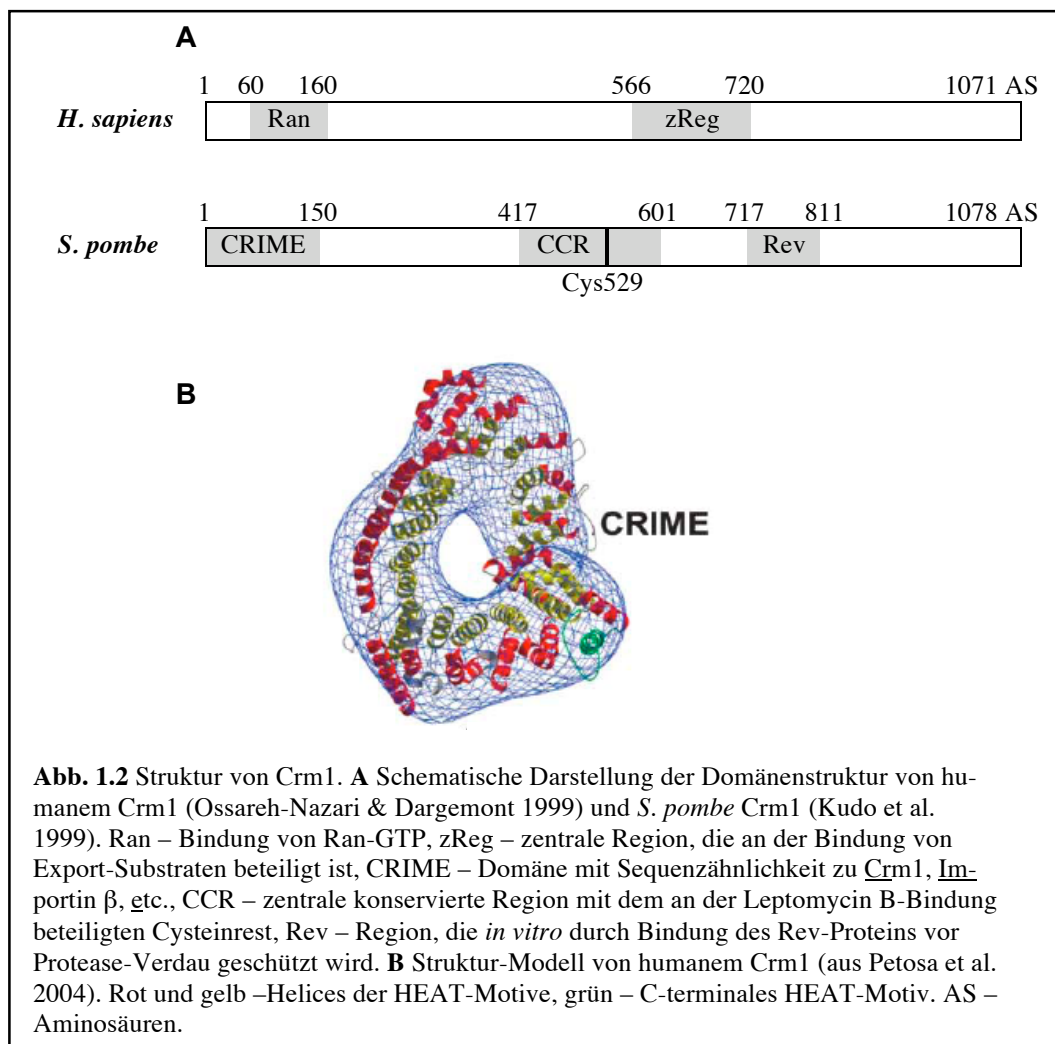 A
1 60 160 566 720 1071 AS
H. sapiens Ran zReg
1 150 417 601 717 811 1078 AS
S. pombe CRIME CCR Rev
Cys529
B
CRIME
Abb. 1.2 Struktur von Crm1. A Schematische Darstellung der Domänenstruktur von hu-
manem Crm1 (Ossareh-Nazari & Dargemont 1999) und S. pombe Crm1 (Kudo et al.
1999). Ran – Bindung von Ran-GTP, zReg – zentrale Region, die an der Bindung von
Export-Substraten beteiligt ist, CRIME – Domäne mit Sequenzähnlichkeit zu Crm1, Im-
portin β, etc., CCR – zentrale konservierte Region mit dem an der Leptomycin B-Bindung
beteiligten Cysteinrest, Rev – Region, die in vitro durch Bindung des Rev-Proteins vor
Protease-Verdau geschützt wird. B Struktur-Modell von humanem Crm1 (aus Petosa et al.
2004). Rot und gelb –Helices der HEAT-Motive, grün – C-terminales HEAT-Motiv. AS –
Aminosäuren.